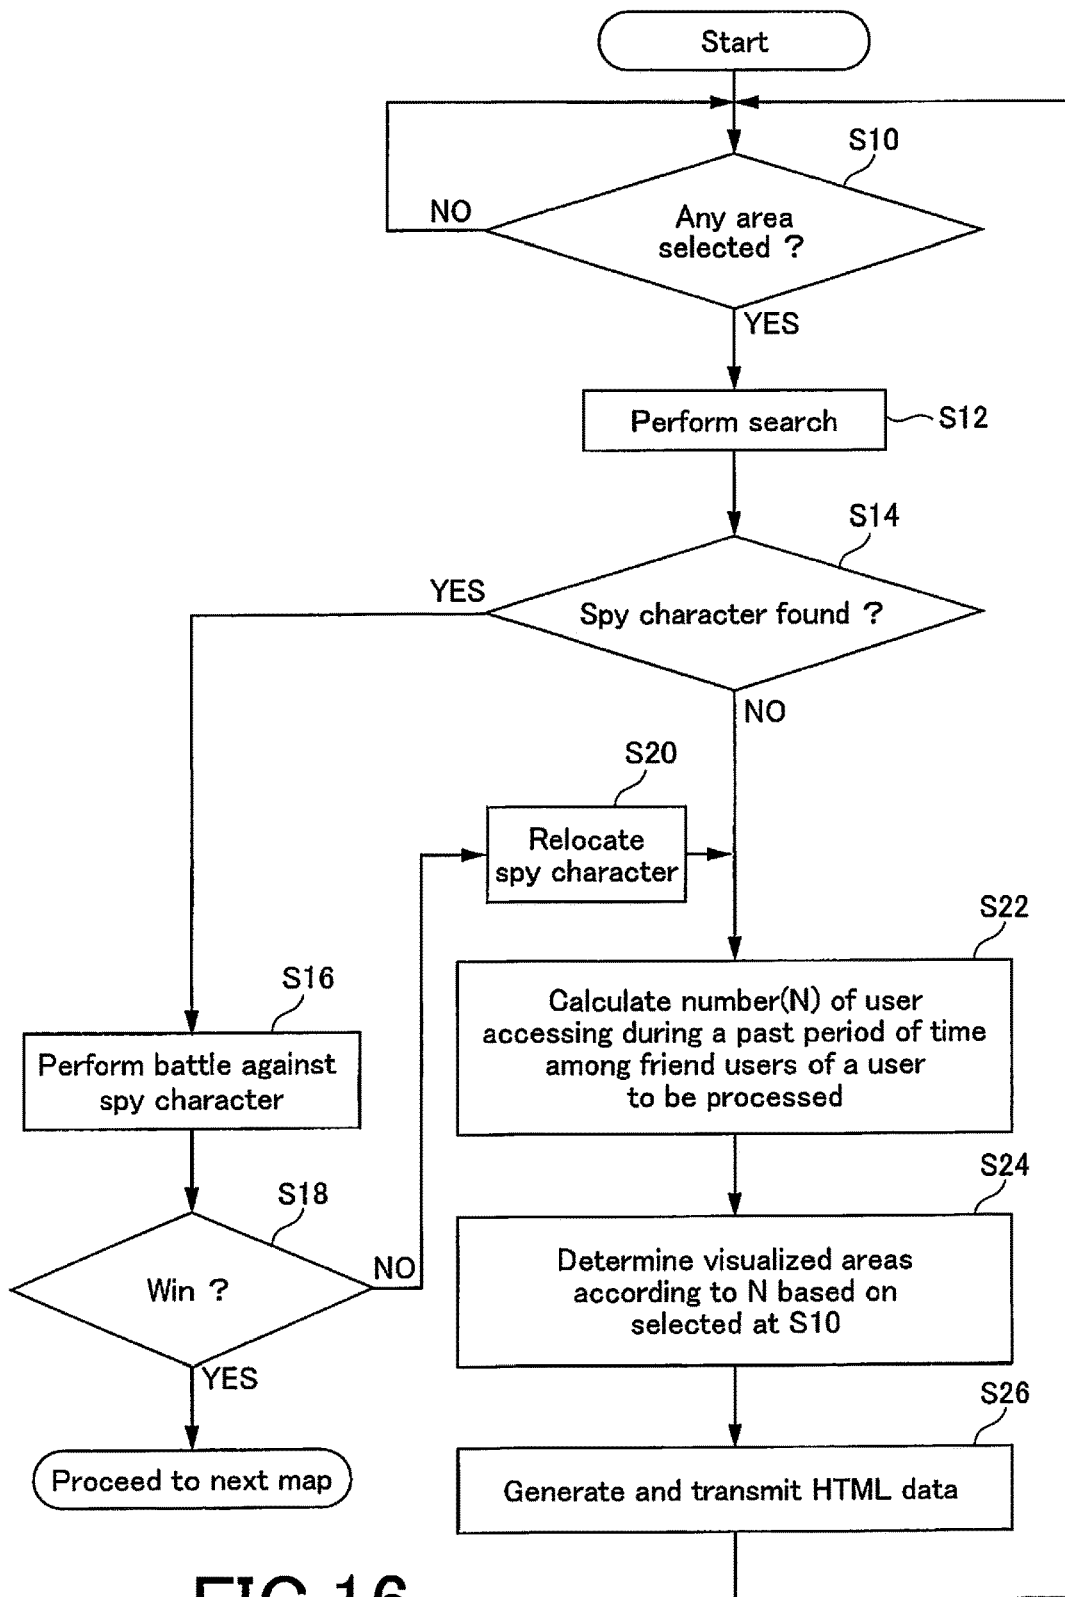 Start
S10
NO
Any area
selected ?
YES
Perform search
S12
S14
YES
Spy character found ?
NO
S20
Relocate
spy character
S22
Calculate number(N) of user
accessing during a past period of time
among friend users of a user
to be processed
S16
Perform battle against
spy character
S24
Determine visualized areas
according to N based on
selected at S10
S18
Win ?
NO
YES
S26
Proceed to next map
Generate and transmit HTML data
FIG.16